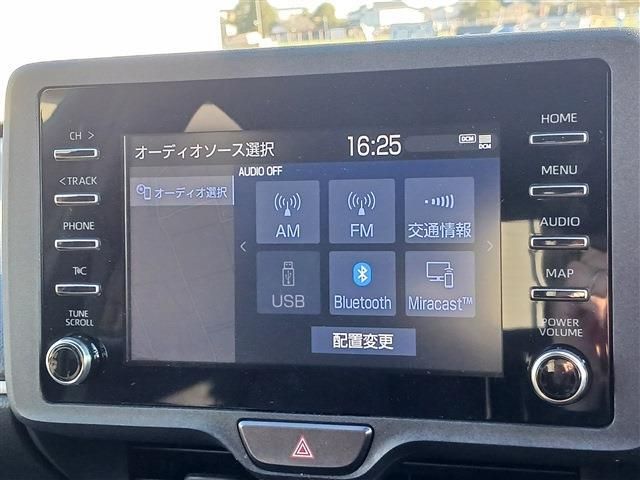 オーディオソース選択
16:25
DCM
DCM
AUDIO OFF
オーディオ選択
AM
FM
交通情報
USB
Bluetooth
Miracast™
配置変更
CH >
< TRACK
PHONE
T〈C
TUNE
SCROLL
HOME
MENU
AUDIO
MAP
POWER
VOLUME